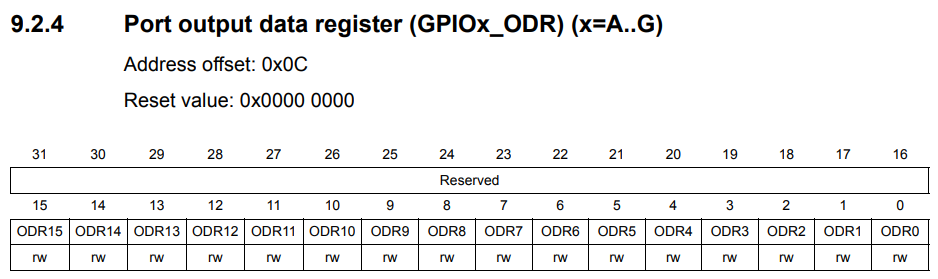 9.2.4 Port output data register (GPIOx_ODR) (x=A..G)
Address offset: 0x0C
Reset value: 0x0000 0000
31 30 29 28 27 26 25 24 23 22 21 20 19 18 17 16
Reserved
15 14 13 12 11 10 9 8 7 6 5 4 3 2 1 0
ODR15 ODR14 ODR13 ODR12 ODR11 ODR10 ODR9 ODR8 ODR7 ODR6 ODR5 ODR4 ODR3 ODR2 ODR1 ODR0
rw rw rw rw rw rw rw rw rw rw rw rw rw rw rw rw